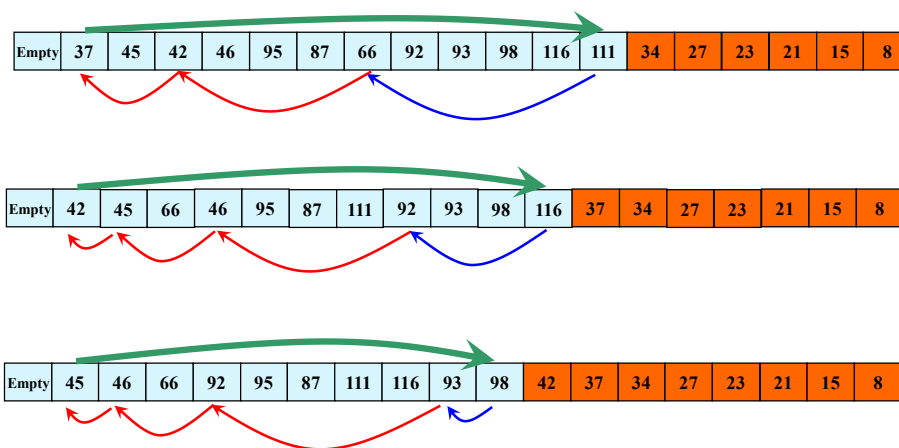 Empty 37 45 42 46 95 87 66 92 93 98 116 111 34 27 23 21 15 8
Empty 42 45 66 46 95 87 111 92 93 98 116 37 34 27 23 21 15 8
Empty 45 46 66 92 95 87 111 116 93 98 42 37 34 27 23 21 15 8